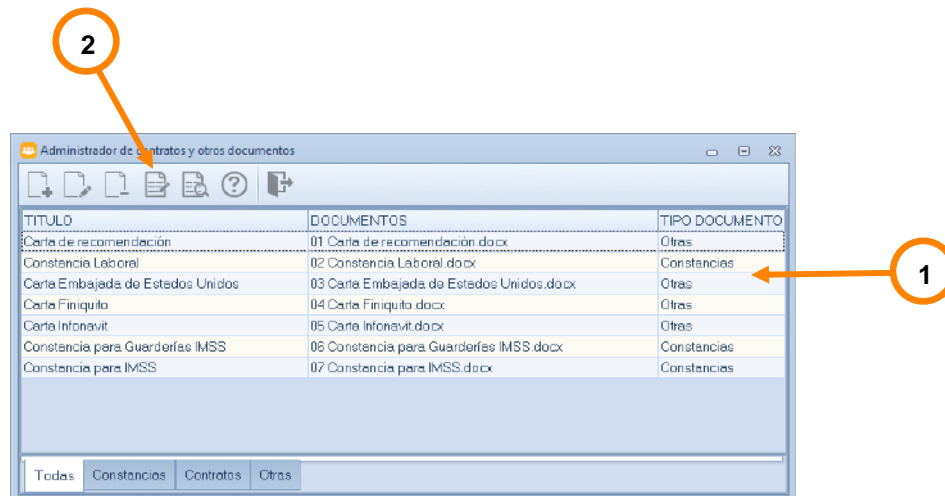 2
Administrador de contratos y otros documentos
TITULO DOCUMENTOS TIPO DOCUMENTO
Carta de recomendación 01 Carta de recomendación.docx Otras
Constancia Laboral 02 Constancia Laboral.docx Constancias
Carta Embajada de Estados Unidos 03 Carta Embajada de Estados Unidos.docx Otras
Carta Finiquito 04 Carta Finiquito.docx Otras
Carta Infonavit 05 Carta Infonavit.docx Otras
Constancia para Guarderías IMSS 06 Constancia para Guarderías IMSS.docx Constancias
Constancia para IMSS 07 Constancia para IMSS.docx Constancias
1
Todas Constancias Contratos Otras